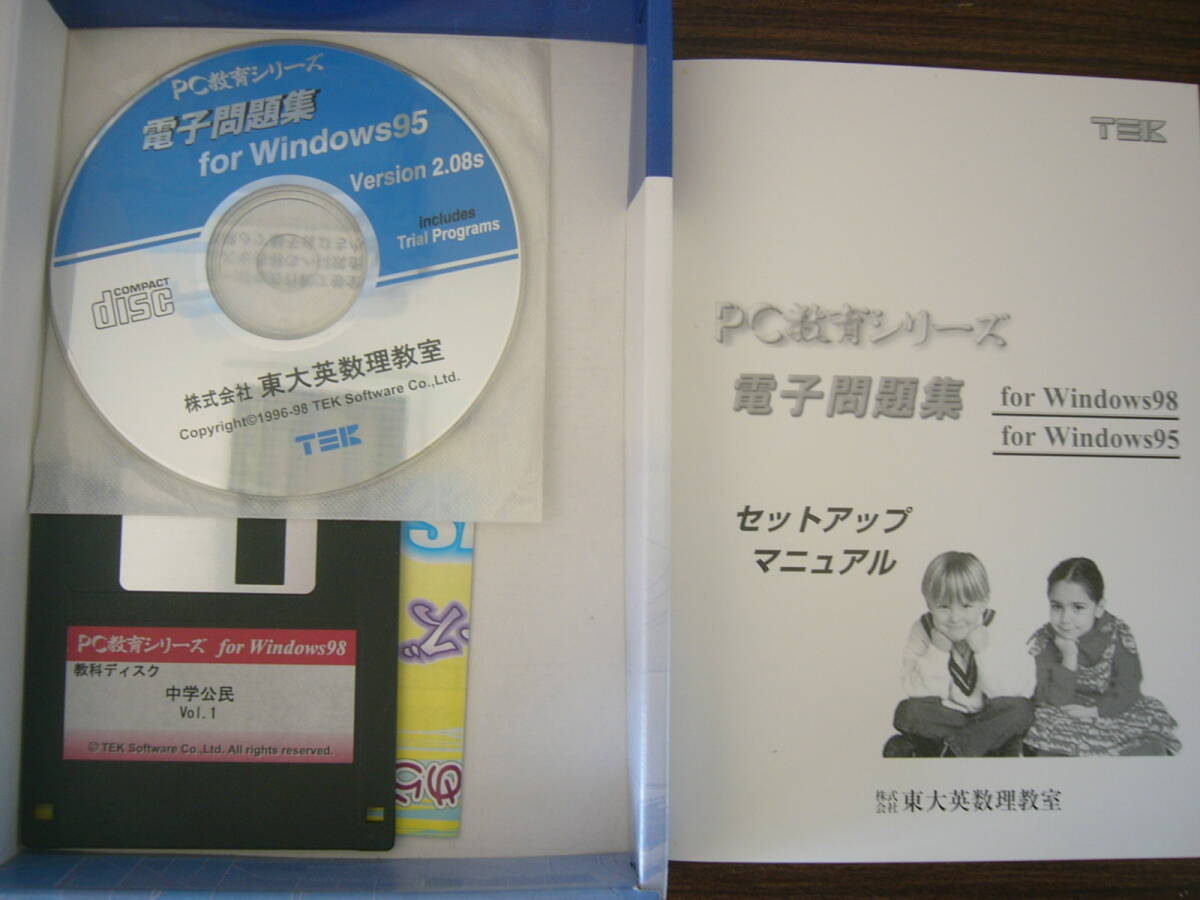 PC教育シリーズ
電子問題集
for Windows95
Version 2.08s
includes
Trial Programs
COMPACT
disc
株式会社 東大英数理教室
Copyright©1996-98 TEK Software Co.,Ltd.
TEK
PC教育シリーズ for Windows98
教科ディスク
中学公民
Vol.1
© TEK Software Co.,Ltd. All rights reserved.
ズ
TEK
PC教育シリーズ
電子問題集
for Windows98
for Windows95
セットアップ
マニュアル
株式会社 東大英数理教室